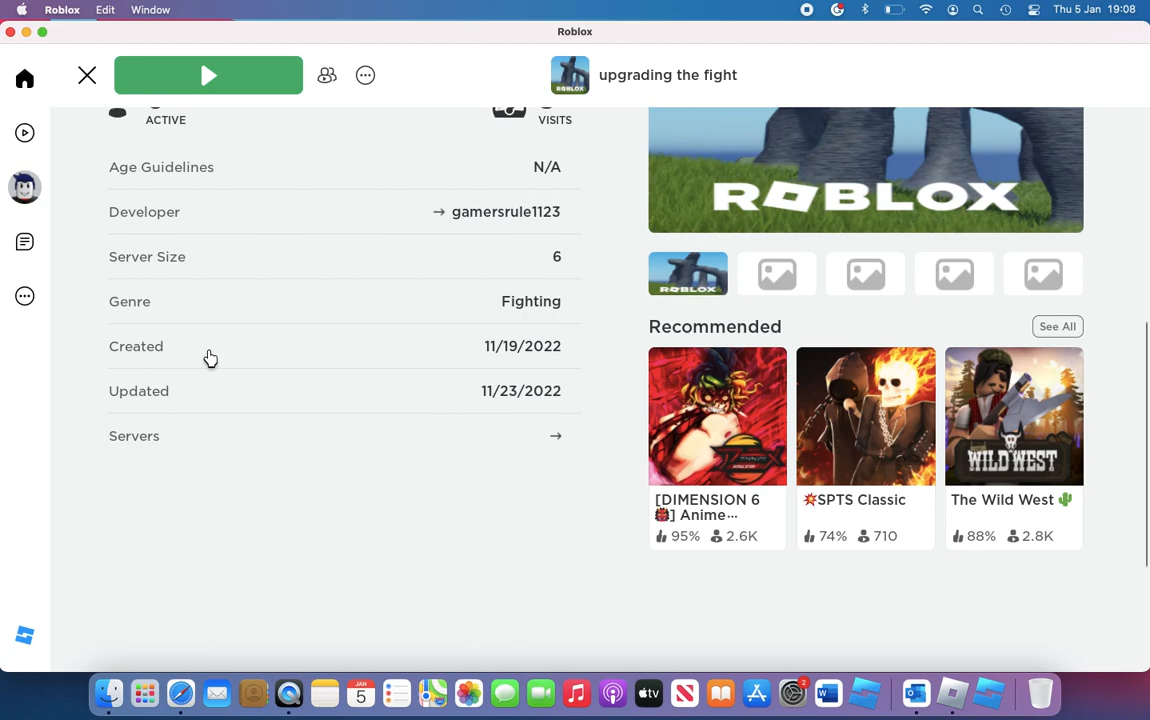 Roblox Edit Window Thu 5 Jan 19:08
Roblox
upgrading the fight
ROBLOX
ACTIVE
VISITS
Age Guidelines N/A
Developer → gamersrule1123
Server Size 6
Genre Fighting
Created 11/19/2022
Updated 11/23/2022
Servers →
ROBLOX
ROBLOX
Recommended See All
WILD WEST
[DIMENSION 6
👹] Anime...
95% 2.6K
💥SPTS Classic
74% 710
The Wild West 🌵
88% 2.8K
JAN
5
2
tv